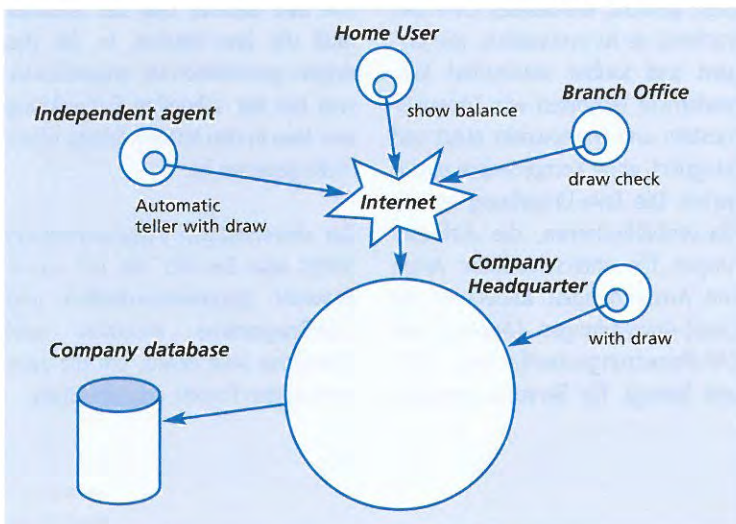 Home User
show balance
Independent agent
Automatic
teller with draw
Branch Office
draw check
Internet
Company
Headquarter
with draw
Company database